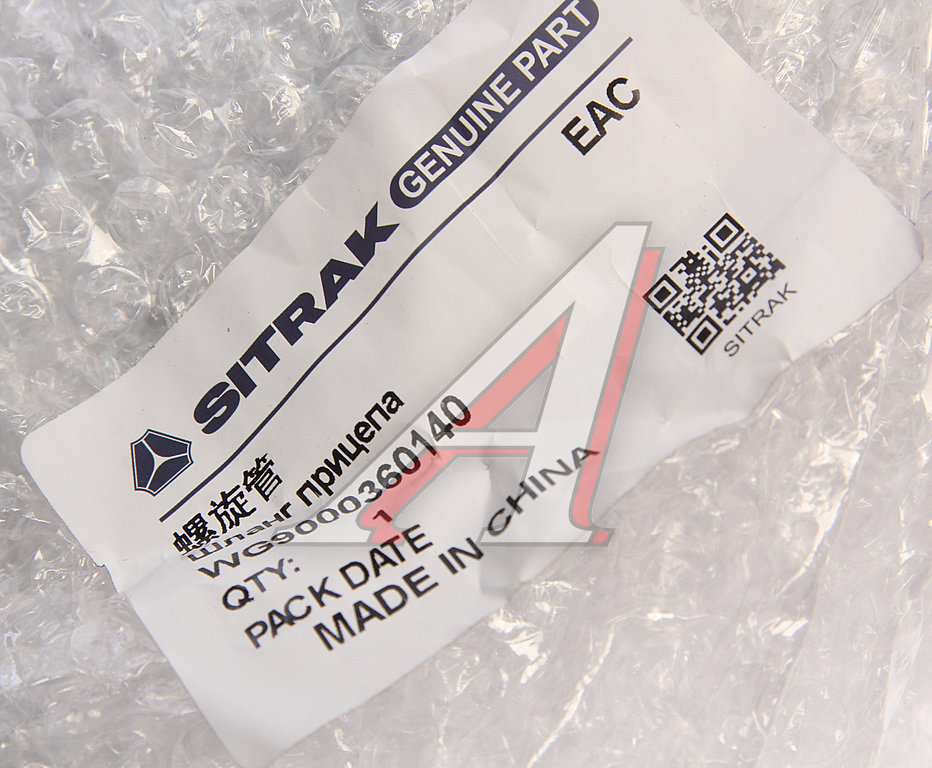 SITRAK GENUINE PART
EAC
SITRAK
螺旋管
Шланг прицепа
WG9000360140
QTY: 1
PACK DATE
MADE IN CHINA